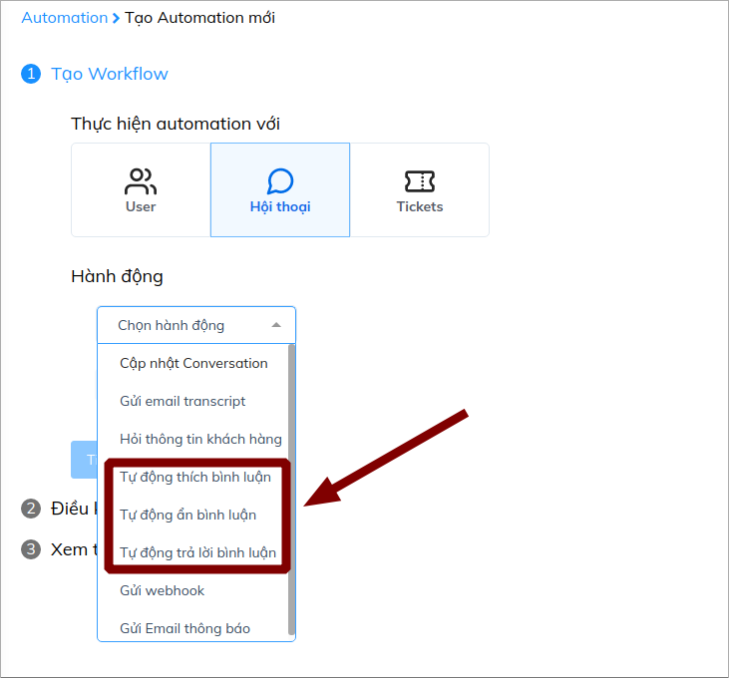 Automation > Tạo Automation mới
1 Tạo Workflow
Thực hiện automation với
User Hội thoại Tickets
Hành động
Chọn hành động
Cập nhật Conversation
Gửi email transcript
Hỏi thông tin khách hàng
Tự động thích bình luận
Tự động ẩn bình luận
Tự động trả lời bình luận
Gửi webhook
Gửi Email thông báo
2 Điều
3 Xem